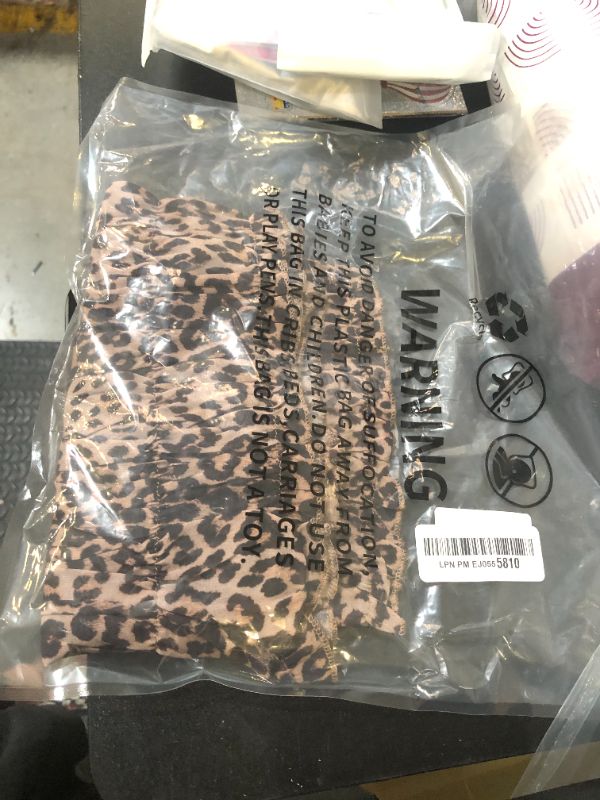 WARNING
TO AVOID DANGER OF SUFFOCATION,
KEEP THIS PLASTIC BAG AWAY FROM
BABIES AND CHILDREN DO NOT USE
THIS BAG IN CRIBS BEDS CARRIAGES
OR PLAY PENS. THIS BAG IS NOT A TOY.
LPN PM EJ055 5810